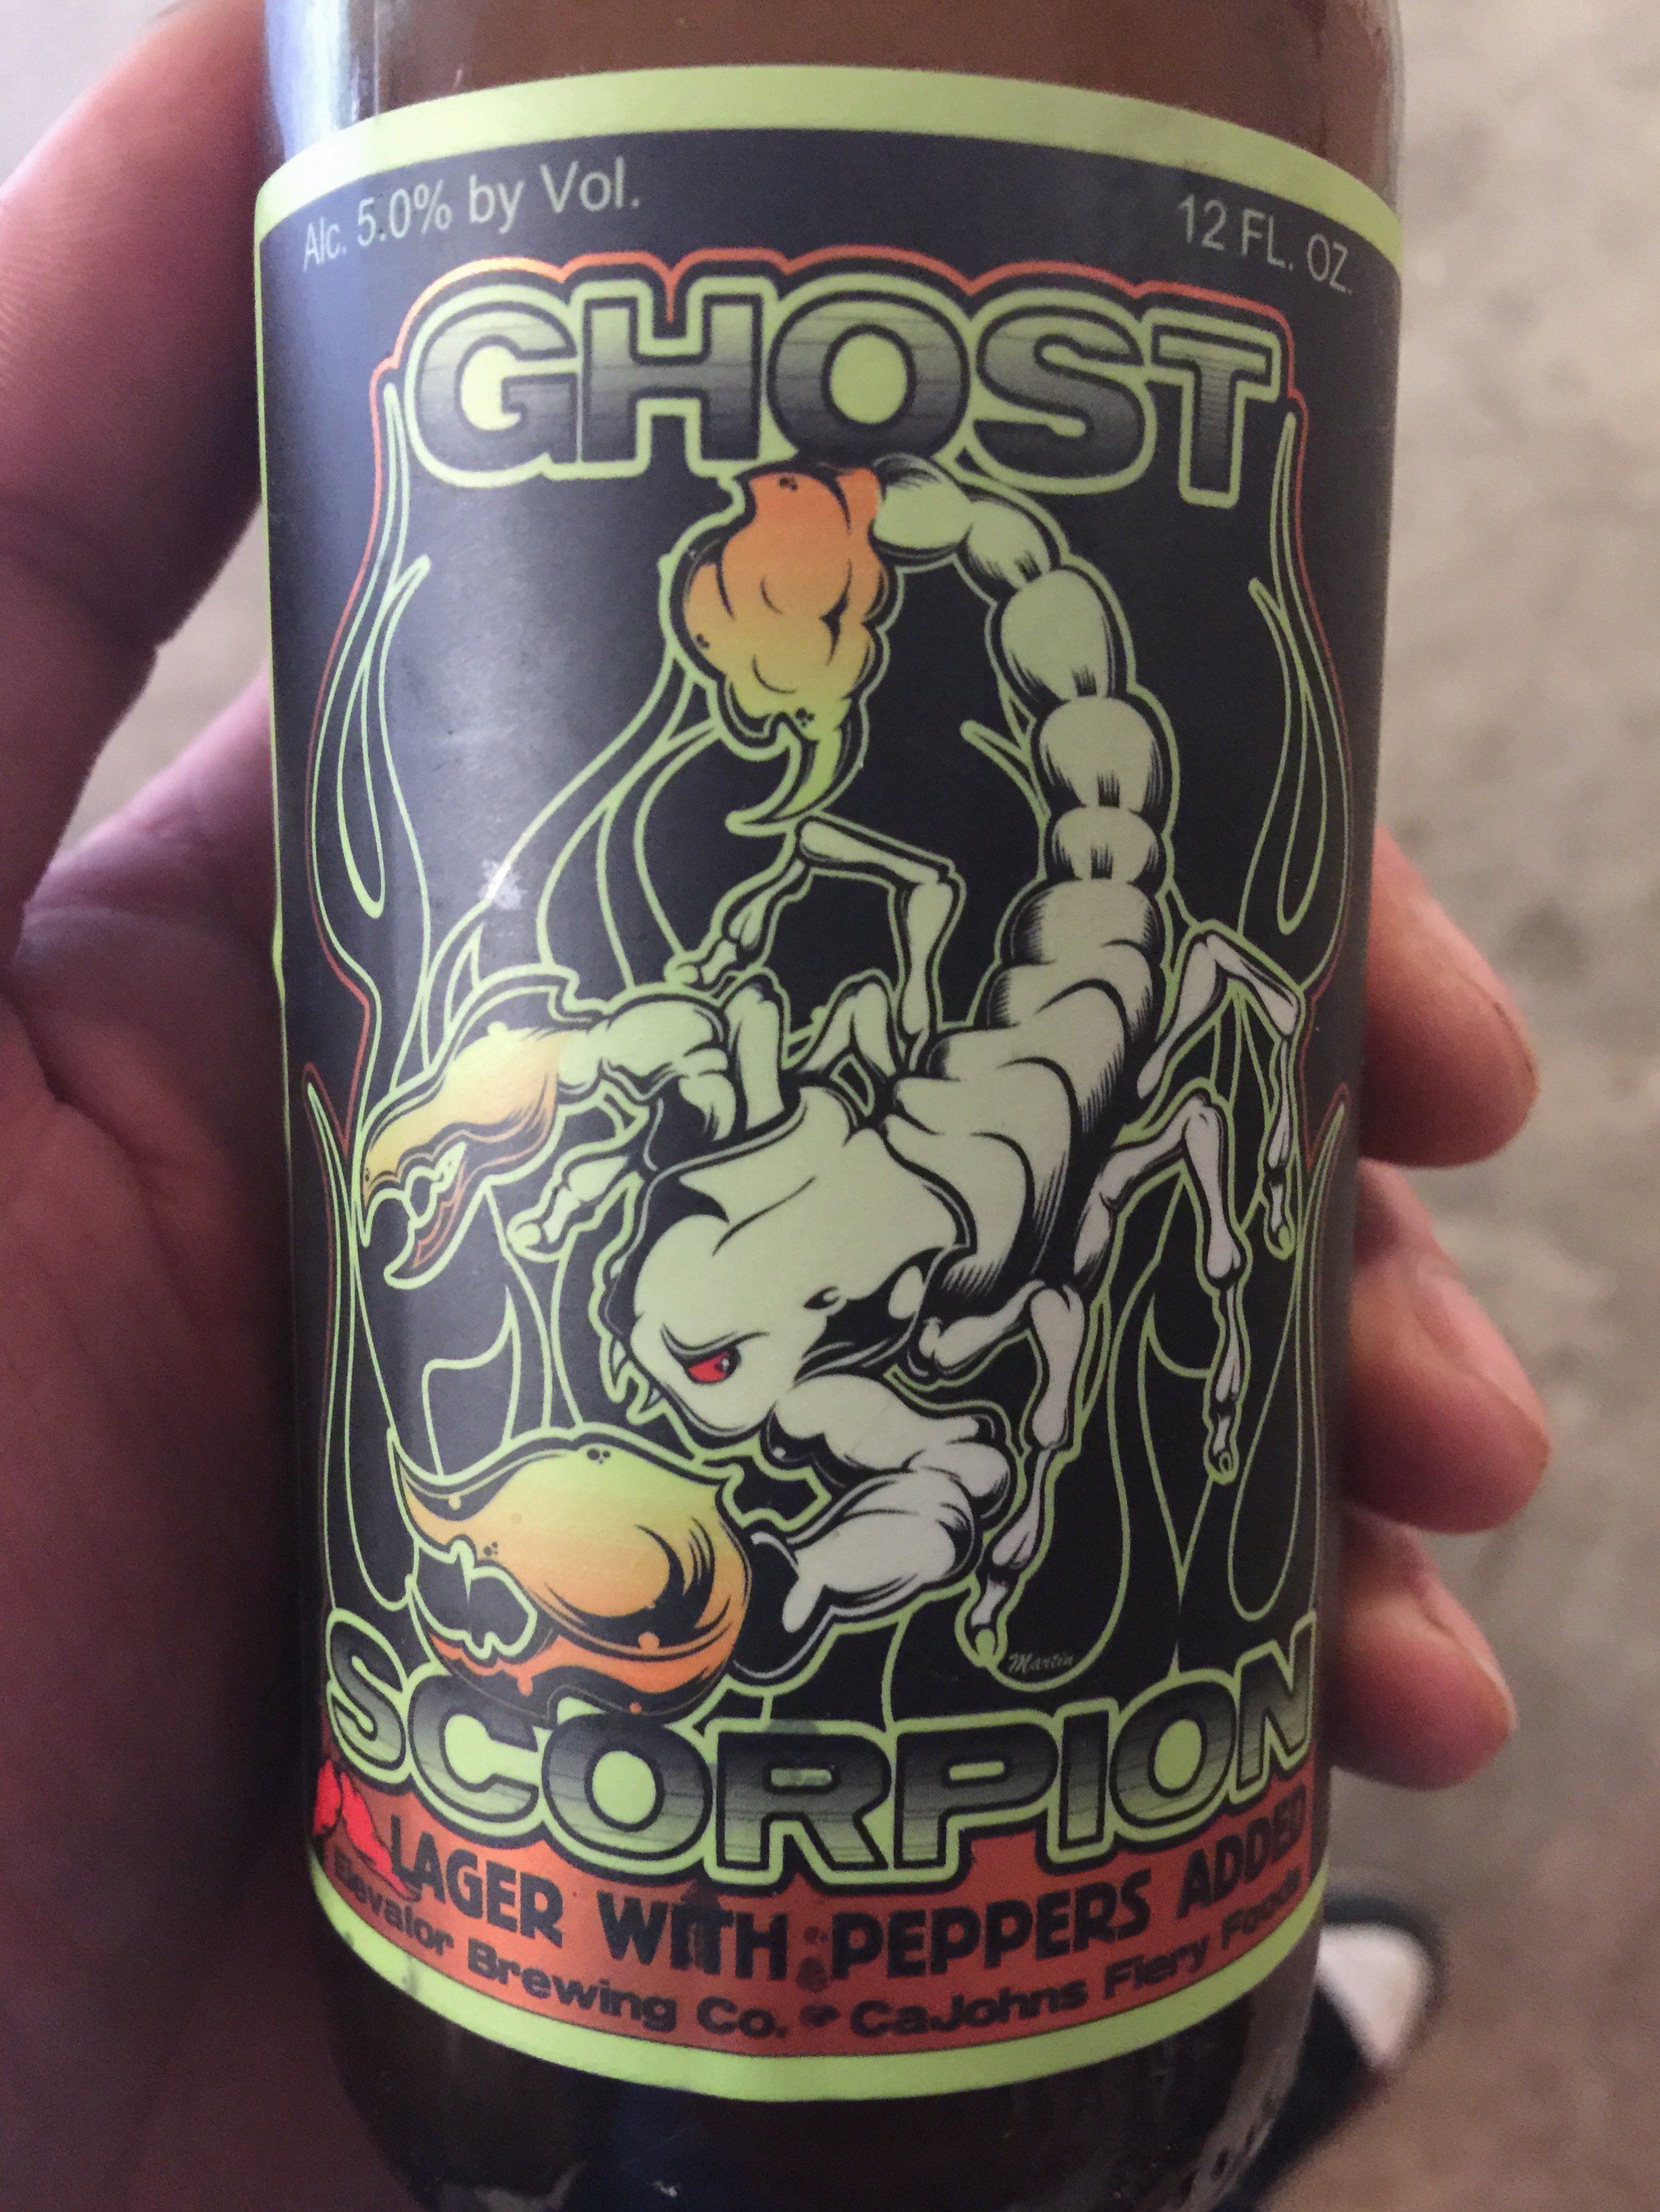 Alc. 5.0% by Vol.
12 FL. OZ.
GHOST
Martin
SCORPION
LAGER WITH PEPPERS ADDED
Elevator Brewing Co. • CaJohns Fiery Foods